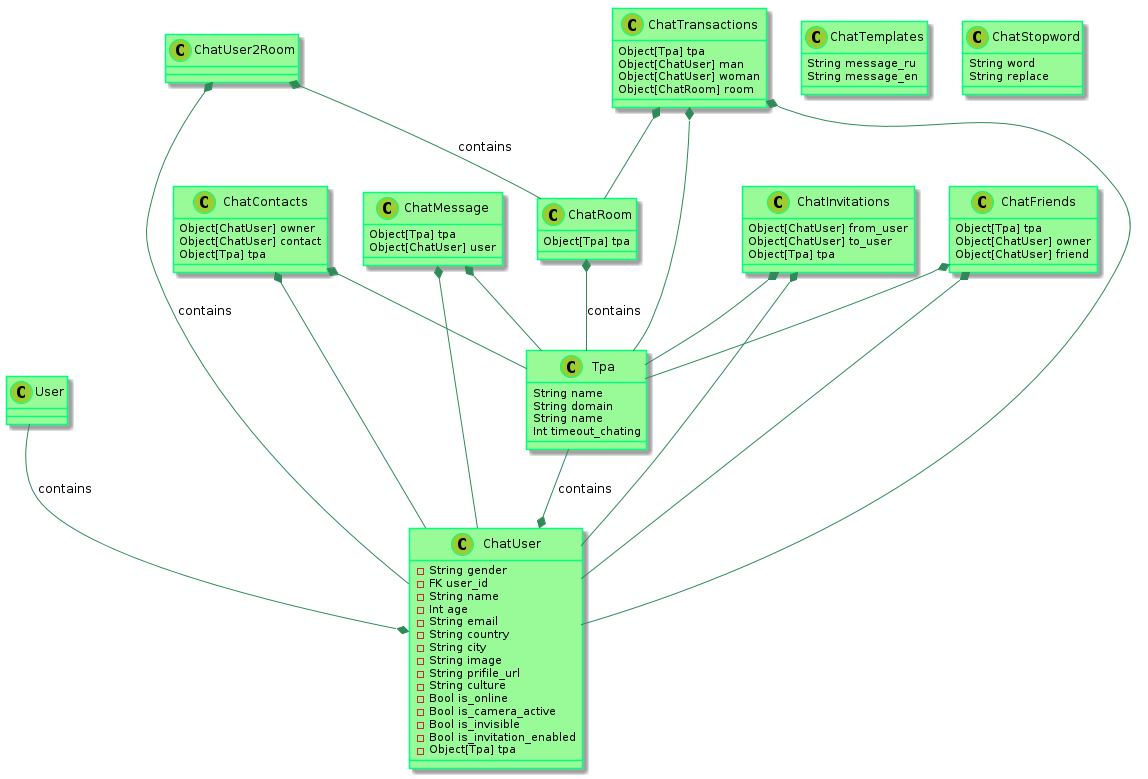 C ChatTransactions
Object[Tpa] tpa
Object[ChatUser] man
Object[ChatUser] woman
Object[ChatRoom] room
C ChatTemplates
String message_ru
String message_en
C ChatStopword
String word
String replace
C ChatUser2Room
contains
C ChatContacts
Object[ChatUser] owner
Object[ChatUser] contact
Object[Tpa] tpa
C ChatMessage
Object[Tpa] tpa
Object[ChatUser] user
C ChatRoom
Object[Tpa] tpa
C ChatInvitations
Object[ChatUser] from_user
Object[ChatUser] to_user
Object[Tpa] tpa
C ChatFriends
Object[Tpa] tpa
Object[ChatUser] owner
Object[ChatUser] friend
contains
contains
C User
C Tpa
String name
String domain
String name
Int timeout_chating
contains
contains
C ChatUser
String gender
FK user_id
String name
Int age
String email
String country
String city
String image
String prifile_url
String culture
Bool is_online
Bool is_camera_active
Bool is_invisible
Bool is_invitation_enabled
Object[Tpa] tpa